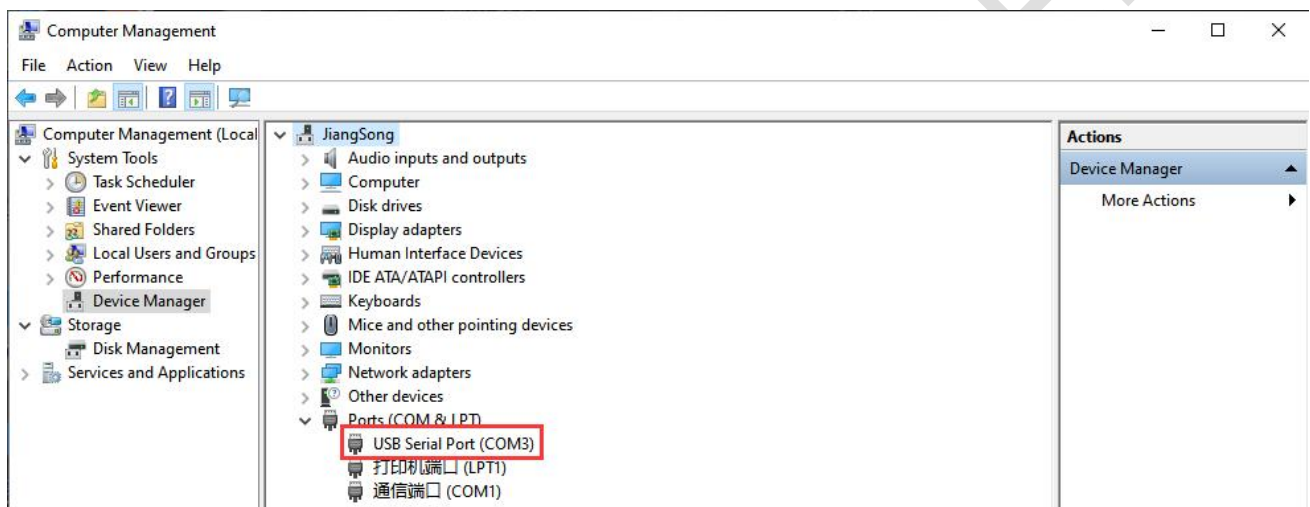 Computer Management
File Action View Help
Computer Management (Local
System Tools
Task Scheduler
Event Viewer
Shared Folders
Local Users and Groups
Performance
Device Manager
Storage
Disk Management
Services and Applications
JiangSong
Audio inputs and outputs
Computer
Disk drives
Display adapters
Human Interface Devices
IDE ATA/ATAPI controllers
Keyboards
Mice and other pointing devices
Monitors
Network adapters
Other devices
Ports (COM & LPT)
USB Serial Port (COM3)
打印机端口 (LPT1)
通信端口 (COM1)
Actions
Device Manager
More Actions